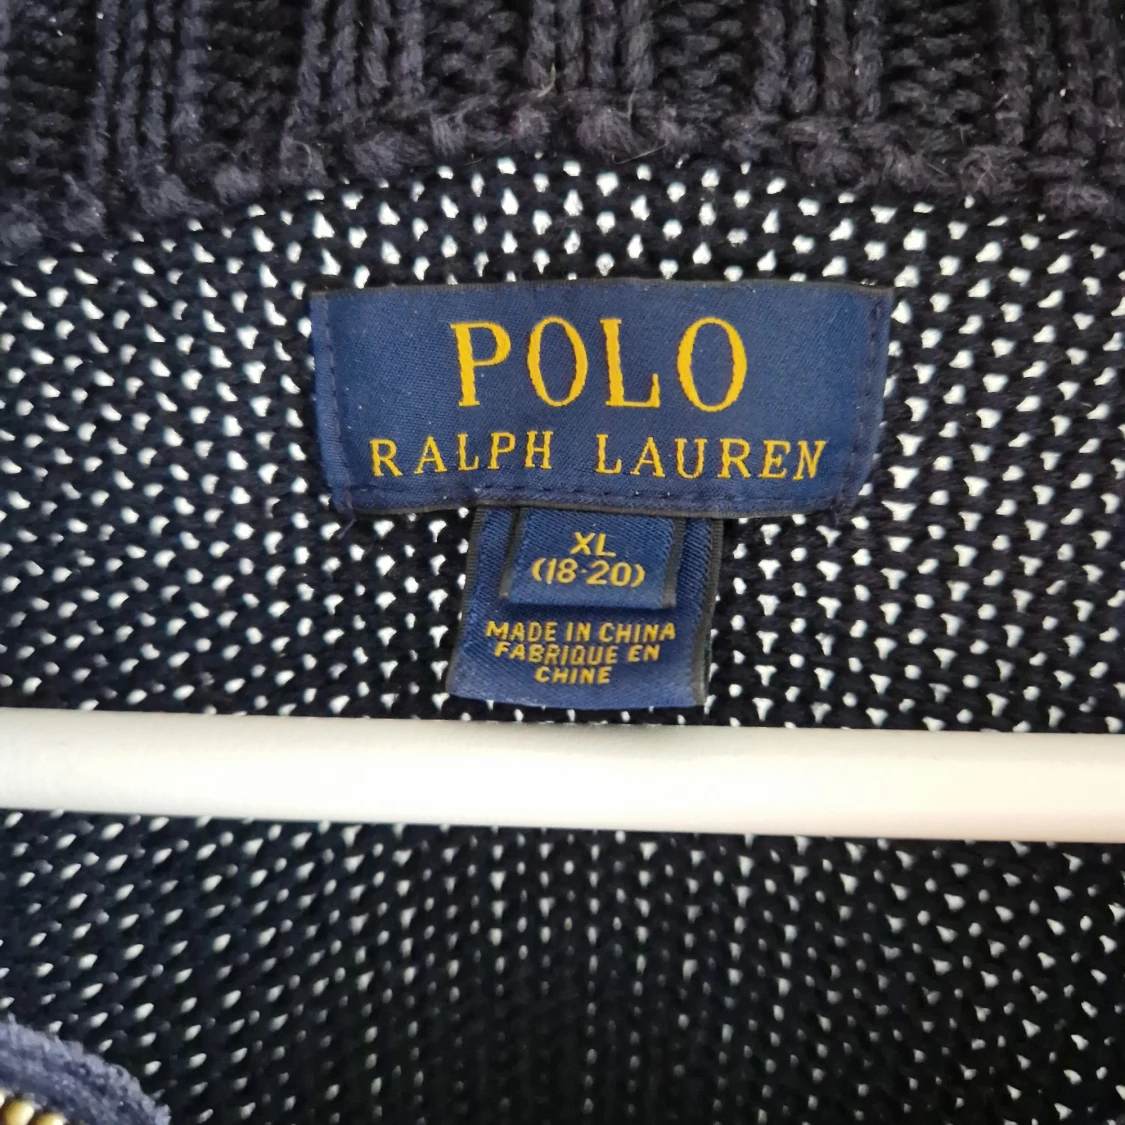 POLO
RALPH LAUREN
XL
(18-20)
MADE IN CHINA
FABRIQUE EN
CHINE